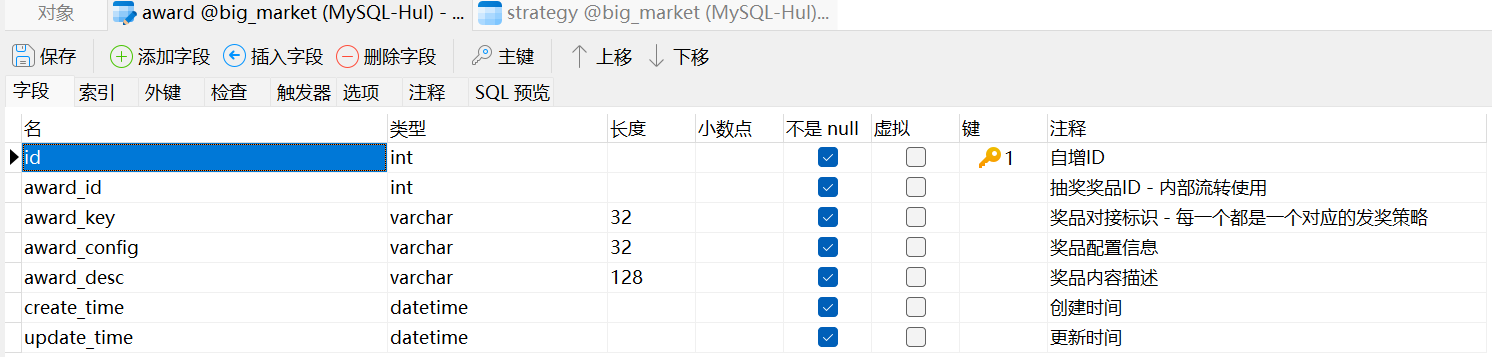 对象 award @big_market (MySQL-Hul) - ... strategy @big_market (MySQL-Hul)...
保存 添加字段 插入字段 删除字段 主键 上移 下移
字段 索引 外键 检查 触发器 选项 注释 SQL 预览
名 类型 长度 小数点 不是 null 虚拟 键 注释
id int 1 自增ID
award_id int 抽奖奖品ID - 内部流转使用
award_key varchar 32 奖品对接标识 - 每一个都是一个对应的发奖策略
award_config varchar 32 奖品配置信息
award_desc varchar 128 奖品内容描述
create_time datetime 创建时间
update_time datetime 更新时间